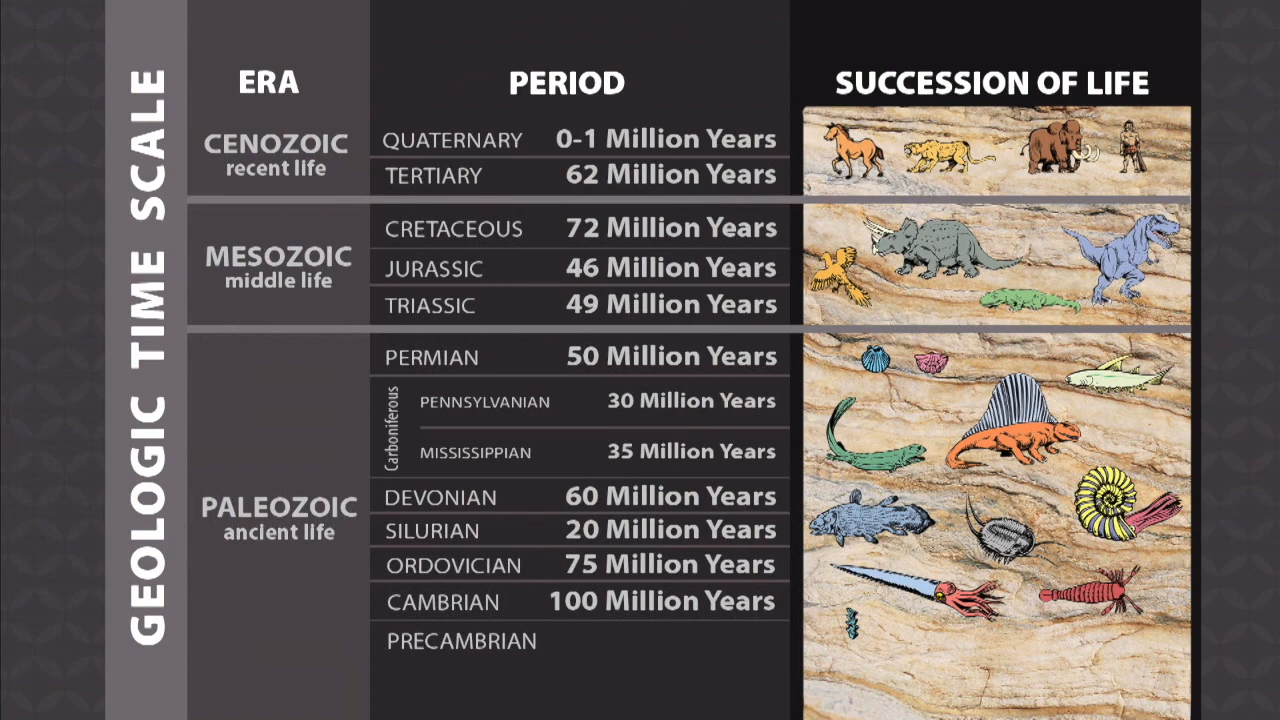 GEOLOGIC TIME SCALE
ERA
PERIOD
SUCCESSION OF LIFE
CENOZOIC
recent life
QUATERNARY 0-1 Million Years
TERTIARY 62 Million Years
MESOZOIC
middle life
CRETACEOUS 72 Million Years
JURASSIC 46 Million Years
TRIASSIC 49 Million Years
PALEOZOIC
ancient life
PERMIAN 50 Million Years
Carboniferous
PENNSYLVANIAN 30 Million Years
MISSISSIPPIAN 35 Million Years
DEVONIAN 60 Million Years
SILURIAN 20 Million Years
ORDOVICIAN 75 Million Years
CAMBRIAN 100 Million Years
PRECAMBRIAN